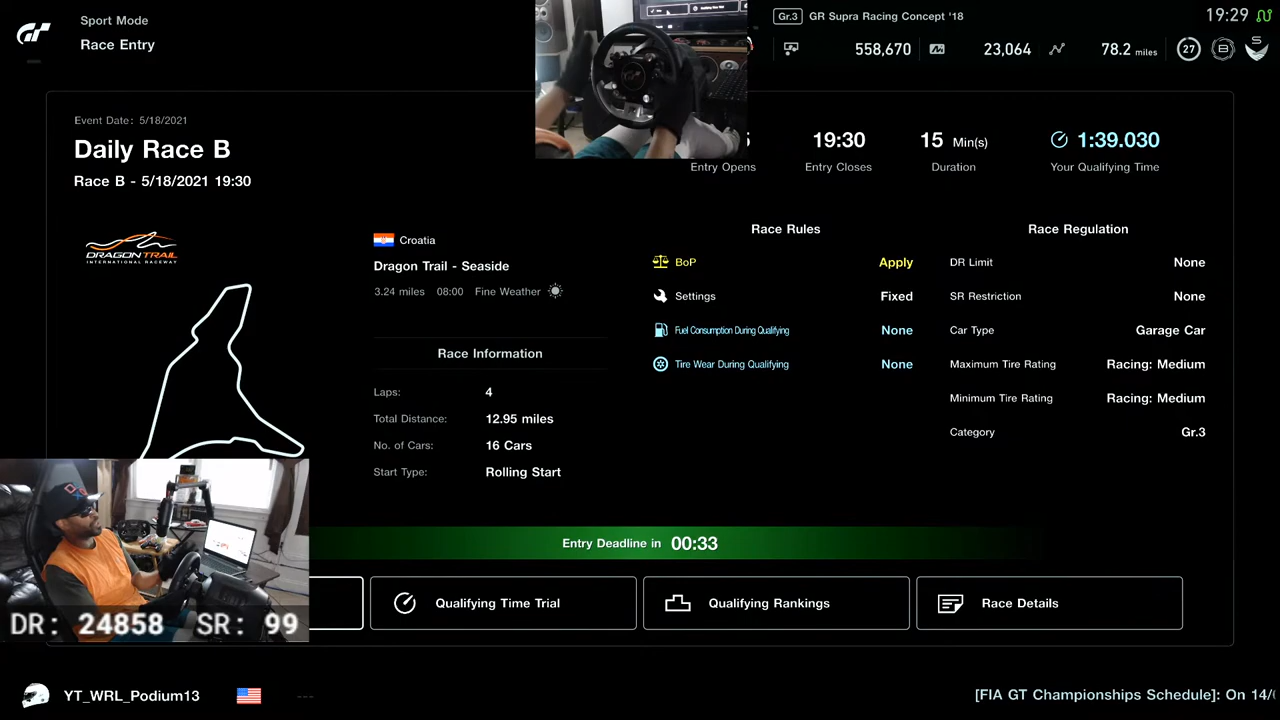 Sport Mode
Race Entry
Gr.3 GR Supra Racing Concept '18
19:29
558,670 23,064 78.2 miles 27 B S
Event Date: 5/18/2021
Daily Race B
Race B - 5/18/2021 19:30
Entry Opens
19:30
Entry Closes
15 Min(s)
Duration
1:39.030
Your Qualifying Time
DRAGON TRAIL
INTERNATIONAL RACEWAY
Croatia
Dragon Trail - Seaside
3.24 miles 08:00 Fine Weather
Race Information
Laps: 4
Total Distance: 12.95 miles
No. of Cars: 16 Cars
Start Type: Rolling Start
Race Rules
BoP Apply
Settings Fixed
Fuel Consumption During Qualifying None
Tire Wear During Qualifying None
Race Regulation
DR Limit None
SR Restriction None
Car Type Garage Car
Maximum Tire Rating Racing: Medium
Minimum Tire Rating Racing: Medium
Category Gr.3
Entry Deadline in 00:33
Qualifying Time Trial
Qualifying Rankings
Race Details
DR: 24858 SR: 99
YT_WRL_Podium13 ---
[FIA GT Championships Schedule]: On 14/